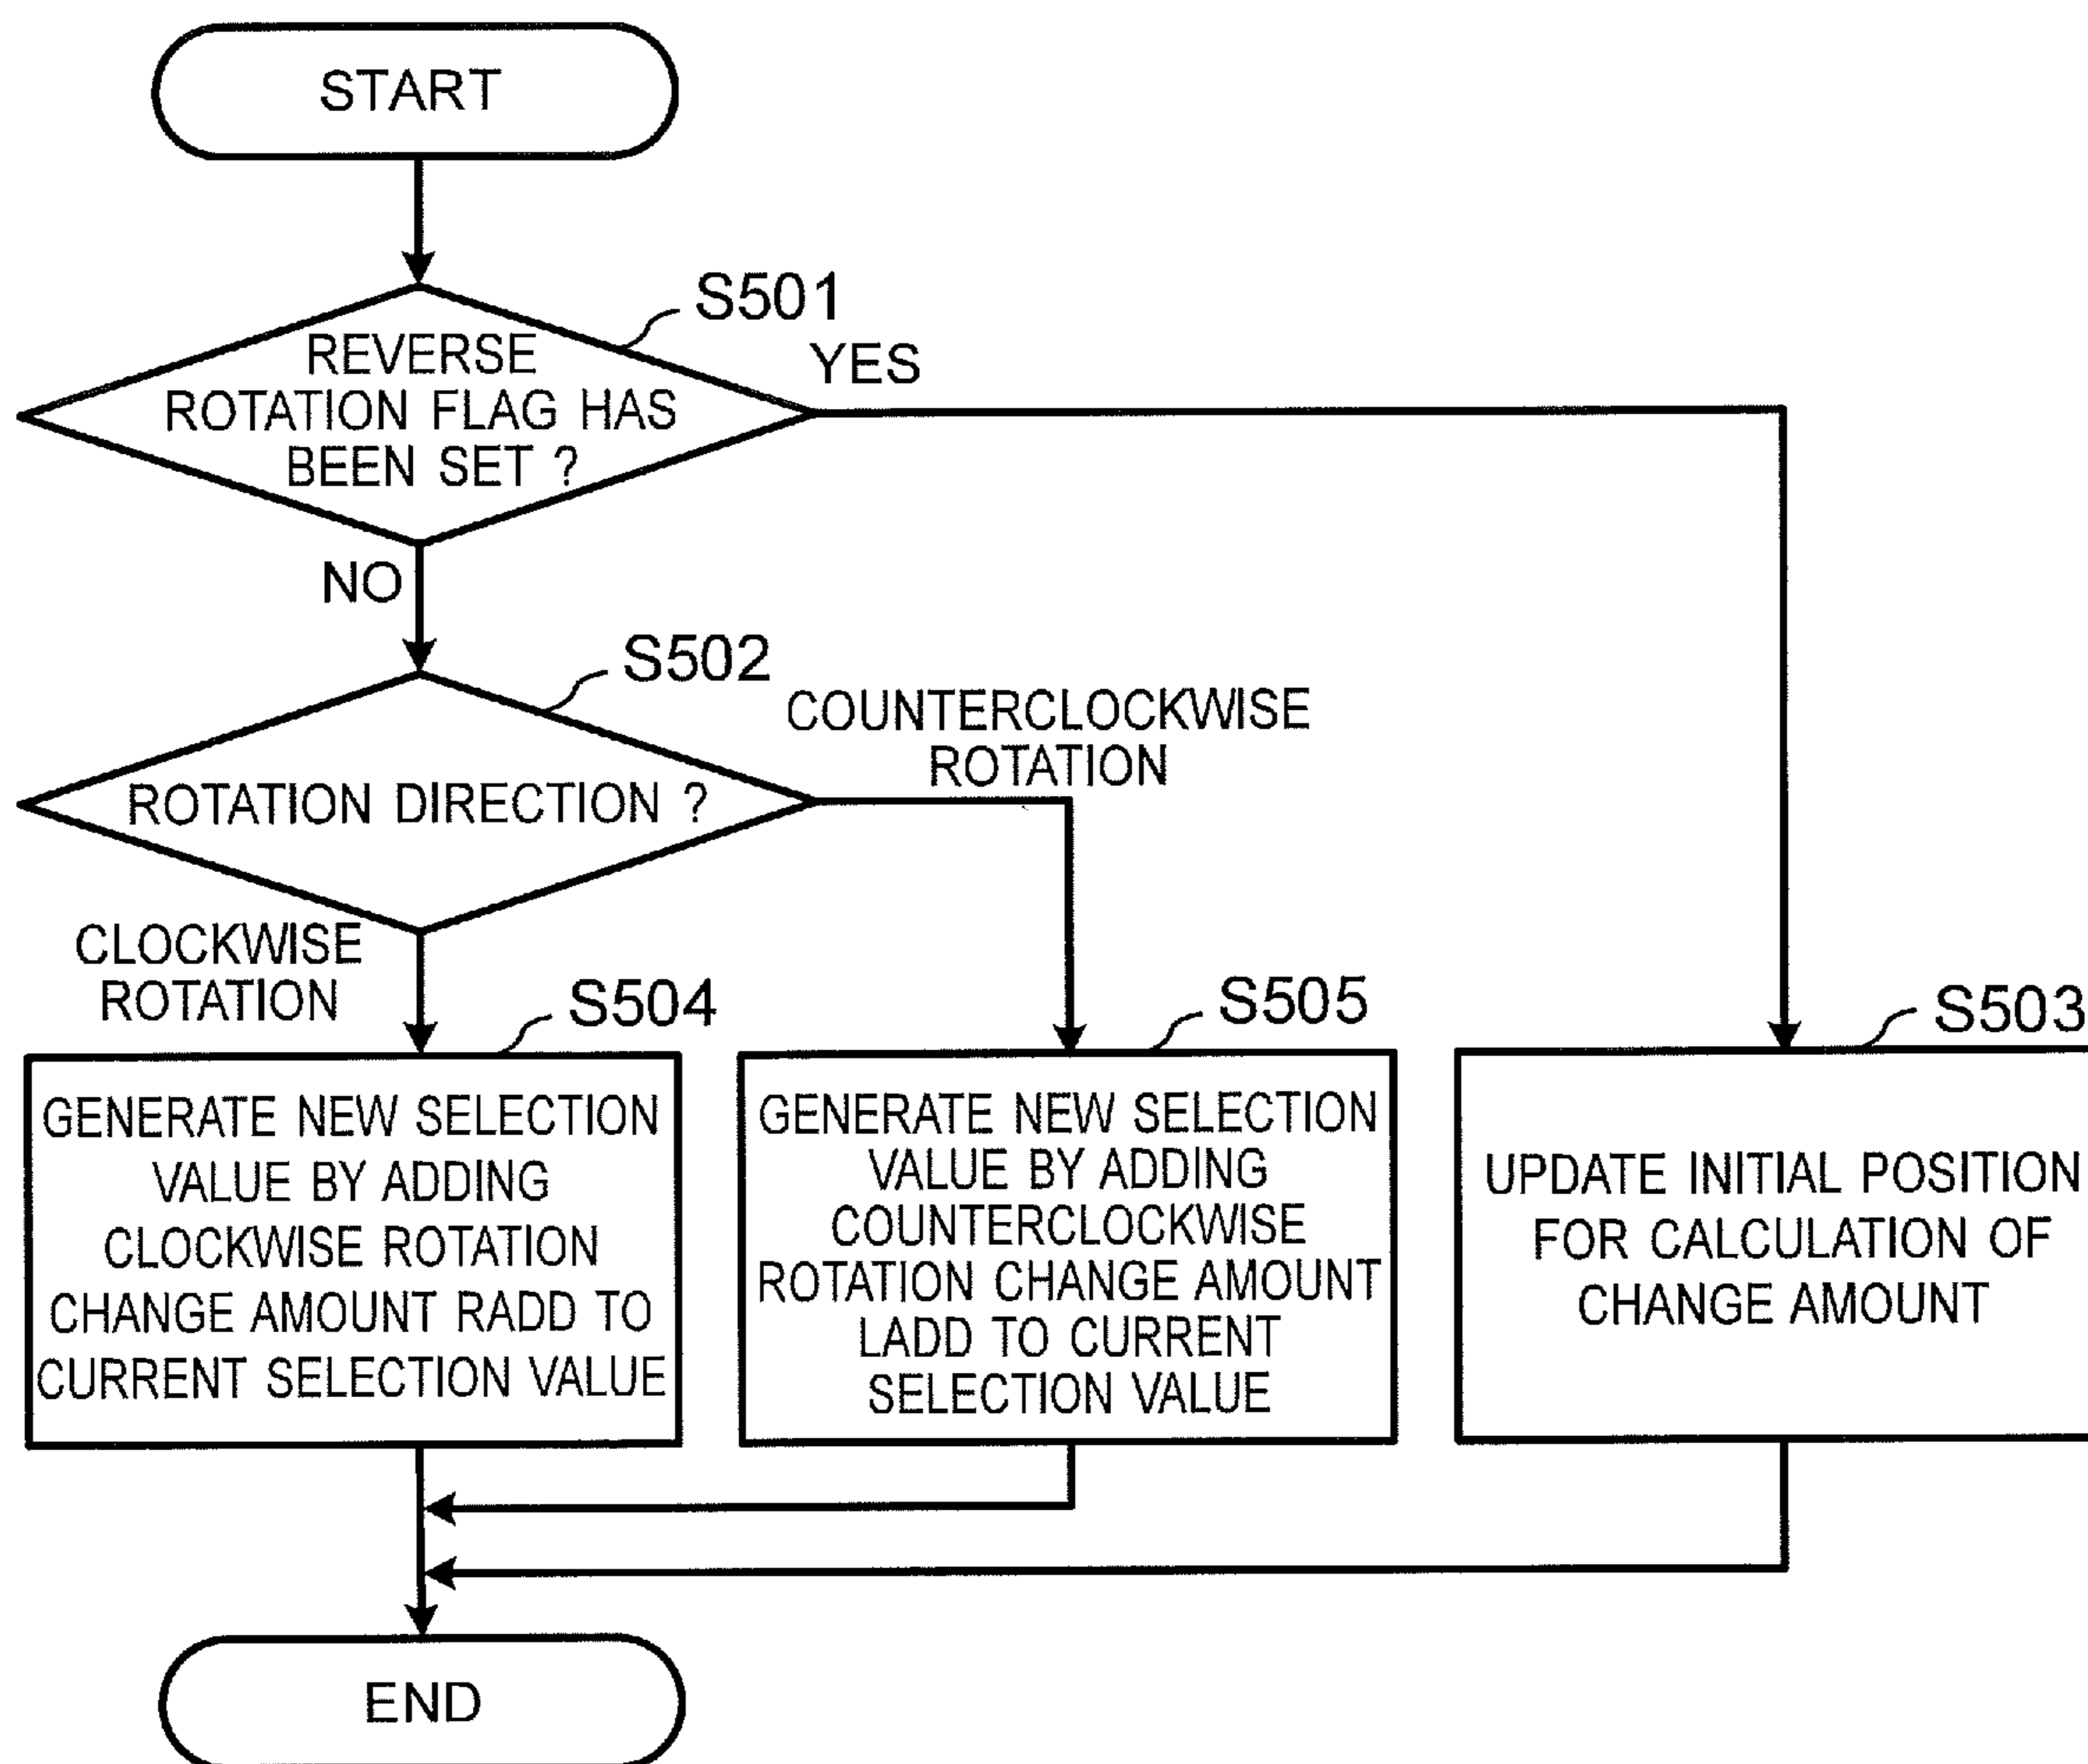 START
S501
REVERSE
ROTATION FLAG HAS
BEEN SET ?
YES
NO
S502
ROTATION DIRECTION ?
COUNTERCLOCKWISE
ROTATION
CLOCKWISE
ROTATION
S504
GENERATE NEW SELECTION
VALUE BY ADDING
CLOCKWISE ROTATION
CHANGE AMOUNT RADD TO
CURRENT SELECTION VALUE
S505
GENERATE NEW SELECTION
VALUE BY ADDING
COUNTERCLOCKWISE
ROTATION CHANGE AMOUNT
LADD TO CURRENT
SELECTION VALUE
S503
UPDATE INITIAL POSITION
FOR CALCULATION OF
CHANGE AMOUNT
END